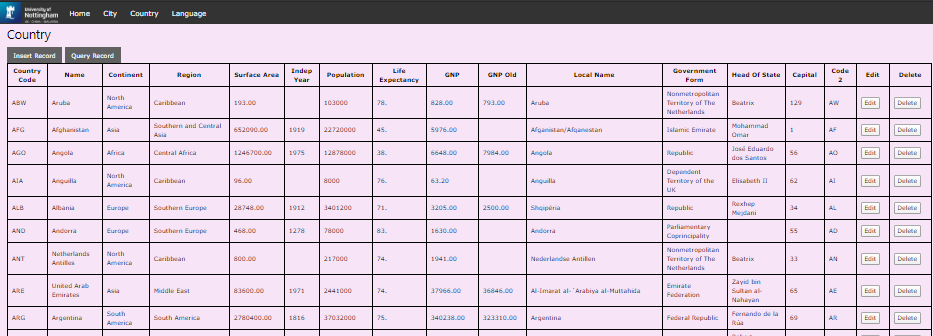 University of
Nottingham
UK | CHINA | MALAYSIA
Home City Country Language
Country
Insert Record Query Record
Country Code Name Continent Region Surface Area Indep Year Population Life Expectancy GNP GNP Old Local Name Government Form Head Of State Capital Code 2 Edit Delete
ABW Aruba North America Caribbean 193.00 103000 78. 828.00 793.00 Aruba Nonmetropolitan Territory of The Netherlands Beatrix 129 AW Edit Delete
AFG Afghanistan Asia Southern and Central Asia 652090.00 1919 22720000 45. 5976.00 Afganistan/Afqanestan Islamic Emirate Mohammad Omar 1 AF Edit Delete
AGO Angola Africa Central Africa 1246700.00 1975 12878000 38. 6648.00 7984.00 Angola Republic José Eduardo dos Santos 56 AO Edit Delete
AIA Anguilla North America Caribbean 96.00 8000 76. 63.20 Anguilla Dependent Territory of the UK Elisabeth II 62 AI Edit Delete
ALB Albania Europe Southern Europe 28748.00 1912 3401200 71. 3205.00 2500.00 Shqipëria Republic Rexhep Mejdani 34 AL Edit Delete
AND Andorra Europe Southern Europe 468.00 1278 78000 83. 1630.00 Andorra Parliamentary Coprincipality 55 AD Edit Delete
ANT Netherlands Antilles North America Caribbean 800.00 217000 74. 1941.00 Nederlandse Antillen Nonmetropolitan Territory of The Netherlands Beatrix 33 AN Edit Delete
ARE United Arab Emirates Asia Middle East 83600.00 1971 2441000 74. 37966.00 36846.00 Al-Imarat al-´Arabiya al-Muttahida Emirate Federation Zayid bin Sultan al-Nahayan 65 AE Edit Delete
ARG Argentina South America South America 2780400.00 1816 37032000 75. 340238.00 323310.00 Argentina Federal Republic Fernando de la Rúa 69 AR Edit Delete